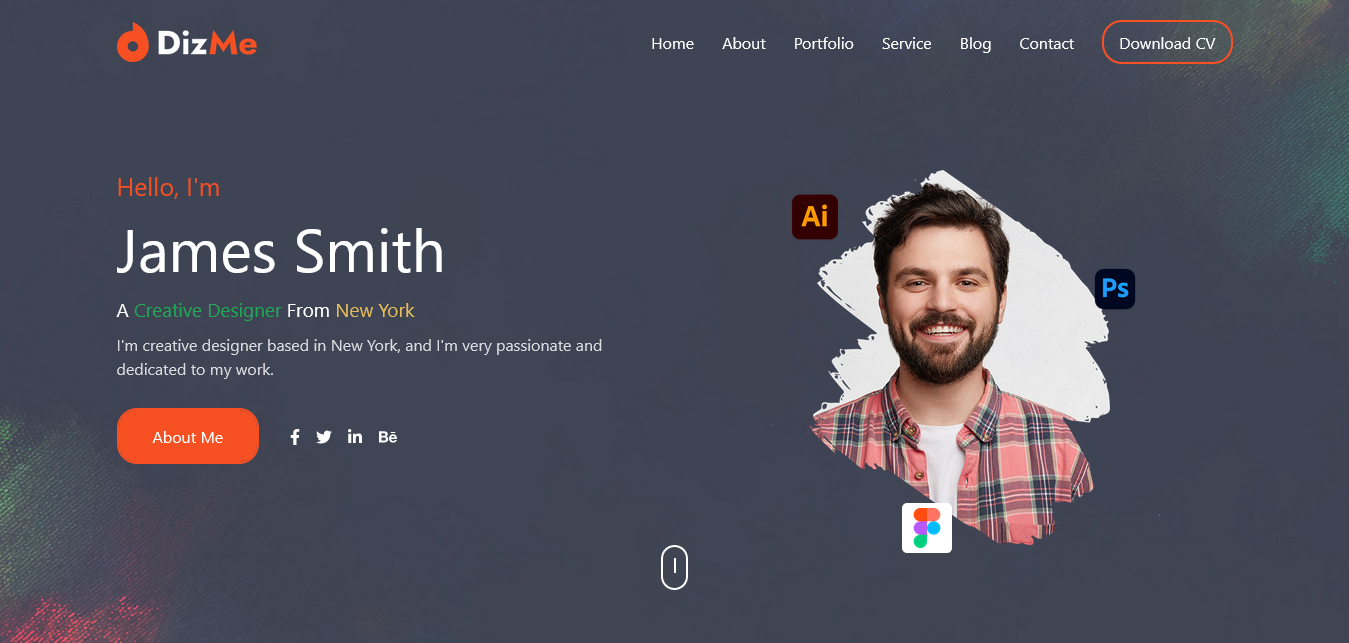 DizMe
Home About Portfolio Service Blog Contact Download CV
Hello, I'm
James Smith
A Creative Designer From New York
I'm creative designer based in New York, and I'm very passionate and
dedicated to my work.
About Me
Bē
Ai
Ps